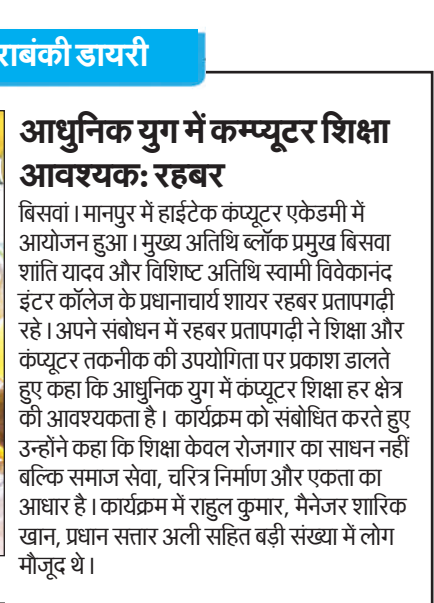 राबंकी डायरी
आधुनिक युग में कम्प्यूटर शिक्षा
आवश्यक: रहबर
बिसवां । मानपुर में हाईटेक कंप्यूटर एकेडमी में
आयोजन हुआ । मुख्य अतिथि ब्लॉक प्रमुख बिसवा
शांति यादव और विशिष्ट अतिथि स्वामी विवेकानंद
इंटर कॉलेज के प्रधानाचार्य शायर रहबर प्रतापगढ़ी
रहे । अपने संबोधन में रहबर प्रतापगढ़ी ने शिक्षा और
कंप्यूटर तकनीक की उपयोगिता पर प्रकाश डालते
हुए कहा कि आधुनिक युग में कंप्यूटर शिक्षा हर क्षेत्र
की आवश्यकता है । कार्यक्रम को संबोधित करते हुए
उन्होंने कहा कि शिक्षा केवल रोजगार का साधन नहीं
बल्कि समाज सेवा, चरित्र निर्माण और एकता का
आधार है । कार्यक्रम में राहुल कुमार, मैनेजर शारिक
खान, प्रधान सत्तार अली सहित बड़ी संख्या में लोग
मौजूद थे ।